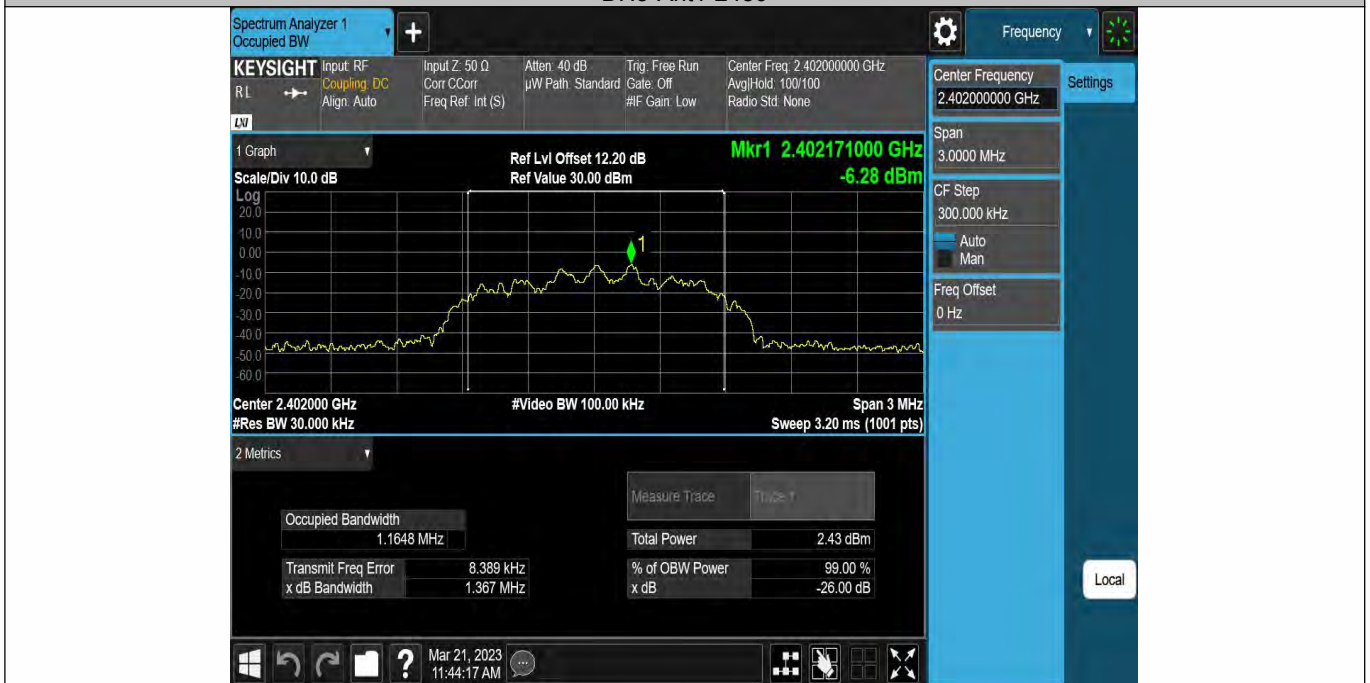 Spectrum Analyzer 1
Occupied BW
Frequency
KEYSIGHT
RL
LXI
Input: RF
Coupling: DC
Align: Auto
Input Z: 50 Ω
Corr CCorr
Freq Ref: Int (S)
Atten: 40 dB
µW Path: Standard
Trig: Free Run
Gate: Off
#IF Gain: Low
Center Freq: 2.402000000 GHz
Avg|Hold: 100/100
Radio Std: None
Center Frequency
2.402000000 GHz
Settings
Span
3.0000 MHz
CF Step
300.000 kHz
Auto
Man
Freq Offset
0 Hz
Local
1 Graph
Scale/Div 10.0 dB
Ref Lvl Offset 12.20 dB
Ref Value 30.00 dBm
Mkr1 2.402171000 GHz
-6.28 dBm
Log
20.0
10.0
0.00
-10.0
-20.0
-30.0
-40.0
-50.0
-60.0
1
Center 2.402000 GHz
#Video BW 100.00 kHz
Span 3 MHz
#Res BW 30.000 kHz
Sweep 3.20 ms (1001 pts)
2 Metrics
Measure Trace
Trace 1
Occupied Bandwidth
1.1648 MHz
Total Power 2.43 dBm
Transmit Freq Error 8.389 kHz
% of OBW Power 99.00 %
x dB Bandwidth 1.367 MHz
x dB -26.00 dB
Mar 21, 2023
11:44:17 AM